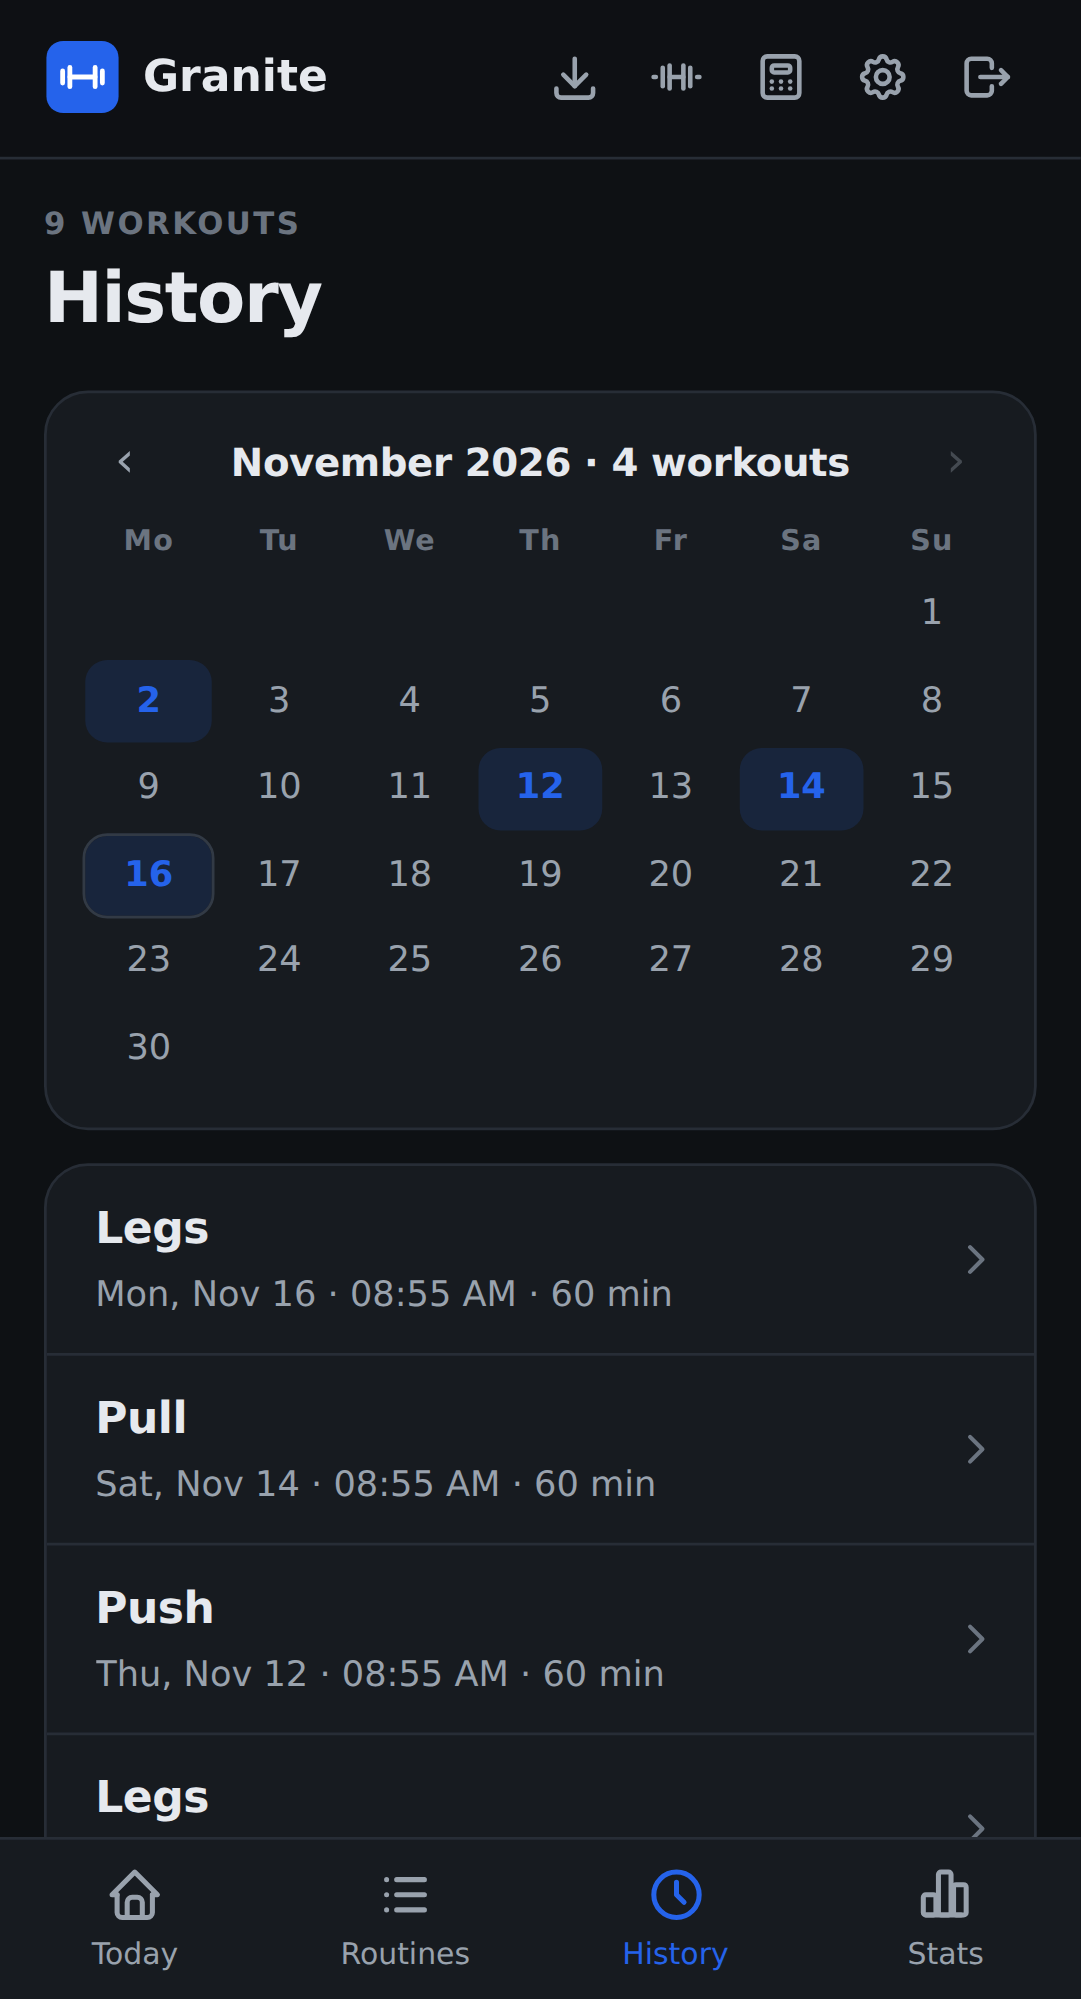 Granite
9 WORKOUTS
History
‹ November 2026 · 4 workouts ›
Mo Tu We Th Fr Sa Su
1
2 3 4 5 6 7 8
9 10 11 12 13 14 15
16 17 18 19 20 21 22
23 24 25 26 27 28 29
30
Legs
Mon, Nov 16 · 08:55 AM · 60 min
Pull
Sat, Nov 14 · 08:55 AM · 60 min
Push
Thu, Nov 12 · 08:55 AM · 60 min
Legs
Today Routines History Stats